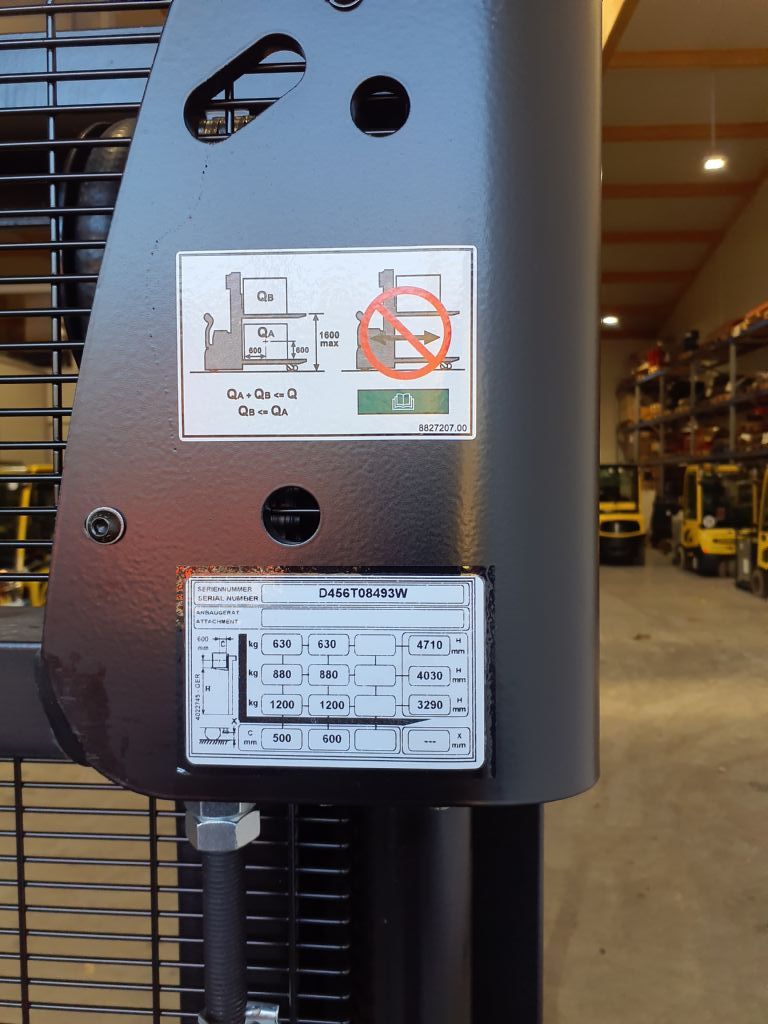 QB
QA
600
600
1600
max
QA + QB <= Q
QB <= QA
8827207.00
SERIENNUMMER
SERIAL NUMBER
D456T08493W
ANBAUGERÄT
ATTACHMENT
600
mm
C
kg 630 630 4710 H mm
kg 880 880 4030 H mm
kg 1200 1200 3290 H mm
C mm 500 600 --- X mm
H
X
4022745 - GER